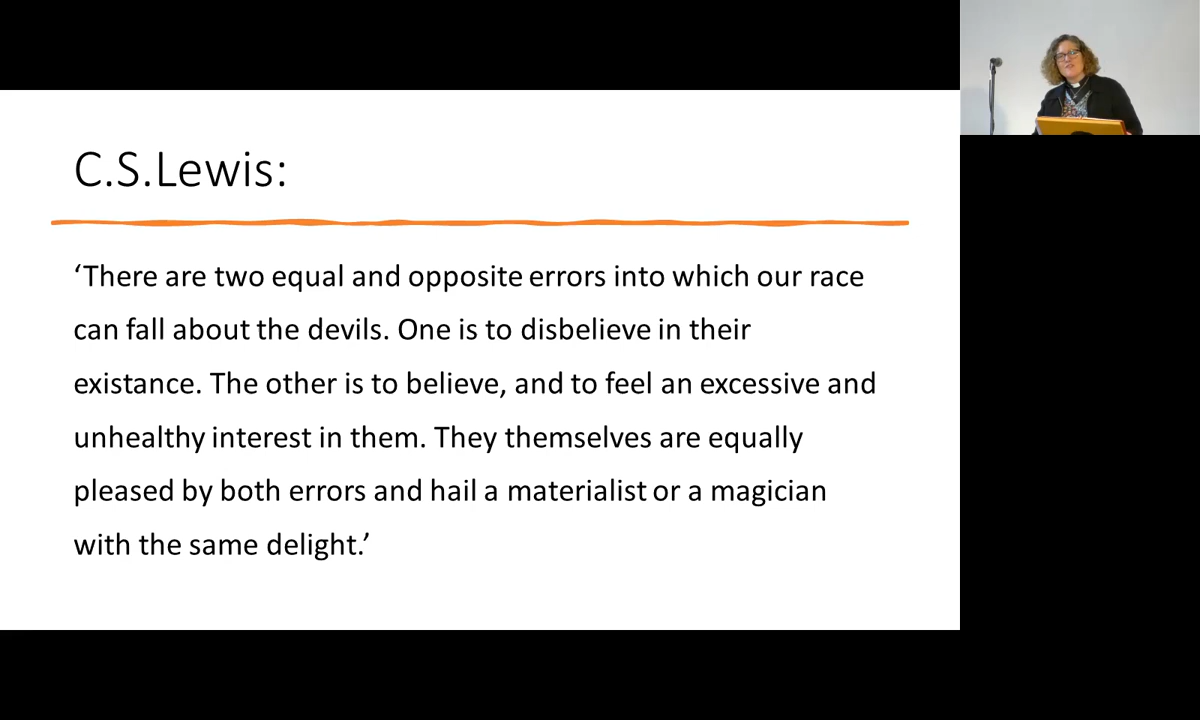 C.S.Lewis:
‘There are two equal and opposite errors into which our race
can fall about the devils. One is to disbelieve in their
existance. The other is to believe, and to feel an excessive and
unhealthy interest in them. They themselves are equally
pleased by both errors and hail a materialist or a magician
with the same delight.’